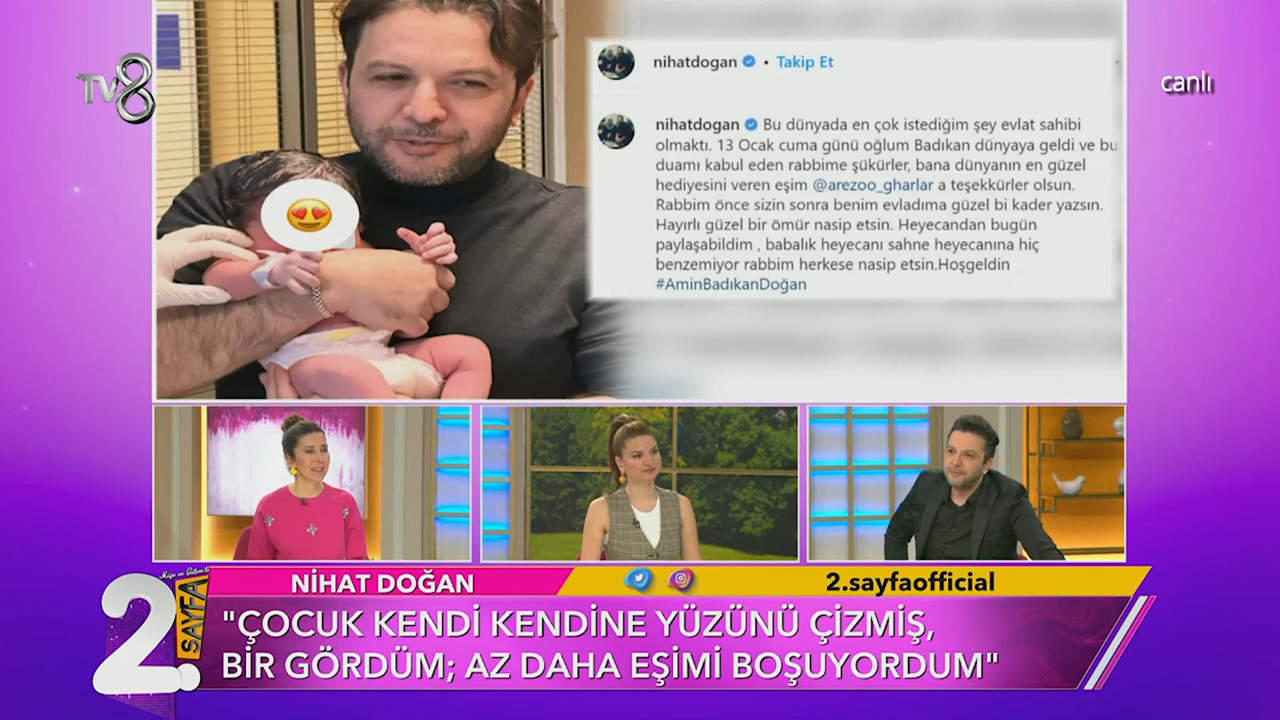 TV8
canlı
nihatdogan • Takip Et
nihatdogan Bu dünyada en çok istediğim şey evlat sahibi
olmaktı. 13 Ocak cuma günü oğlum Badıkan dünyaya geldi ve bu
duamı kabul eden rabbime şükürler, bana dünyanın en güzel
hediyesini veren eşim @arezoo_gharlar a teşekkürler olsun.
Rabbim önce sizin sonra benim evladıma güzel bi kader yazsın.
Hayırlı güzel bir ömür nasip etsin. Heyecandan bugün
paylaşabildim , babalık heyecanı sahne heyecanına hiç
benzemiyor rabbim herkese nasip etsin.Hoşgeldin
#AminBadıkanDoğan
2. SAYFA
NİHAT DOĞAN
2.sayfaofficial
"ÇOCUK KENDİ KENDİNE YÜZÜNÜ ÇİZMİŞ,
BİR GÖRDÜM; AZ DAHA EŞİMİ BOŞUYORDUM"